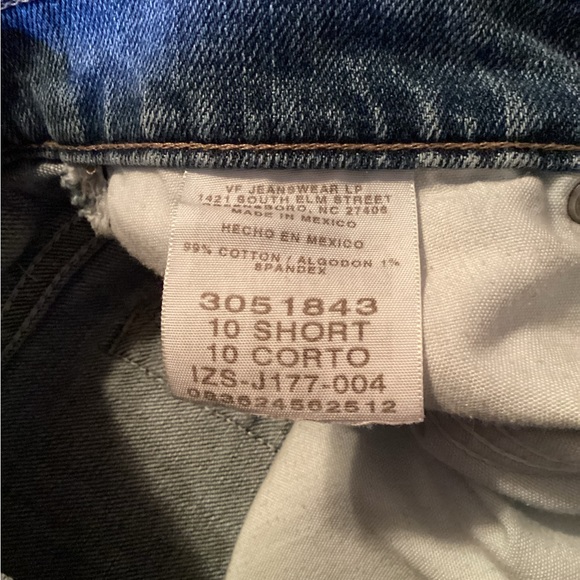 VF JEANSWEAR LP
1421 SOUTH ELM STREET
GREENSBORO, NC 27406
MADE IN MEXICO
HECHO EN MEXICO
99% COTTON / ALGODON 1%
SPANDEX
3051843
10 SHORT
10 CORTO
IZS-J177-004
083624562512